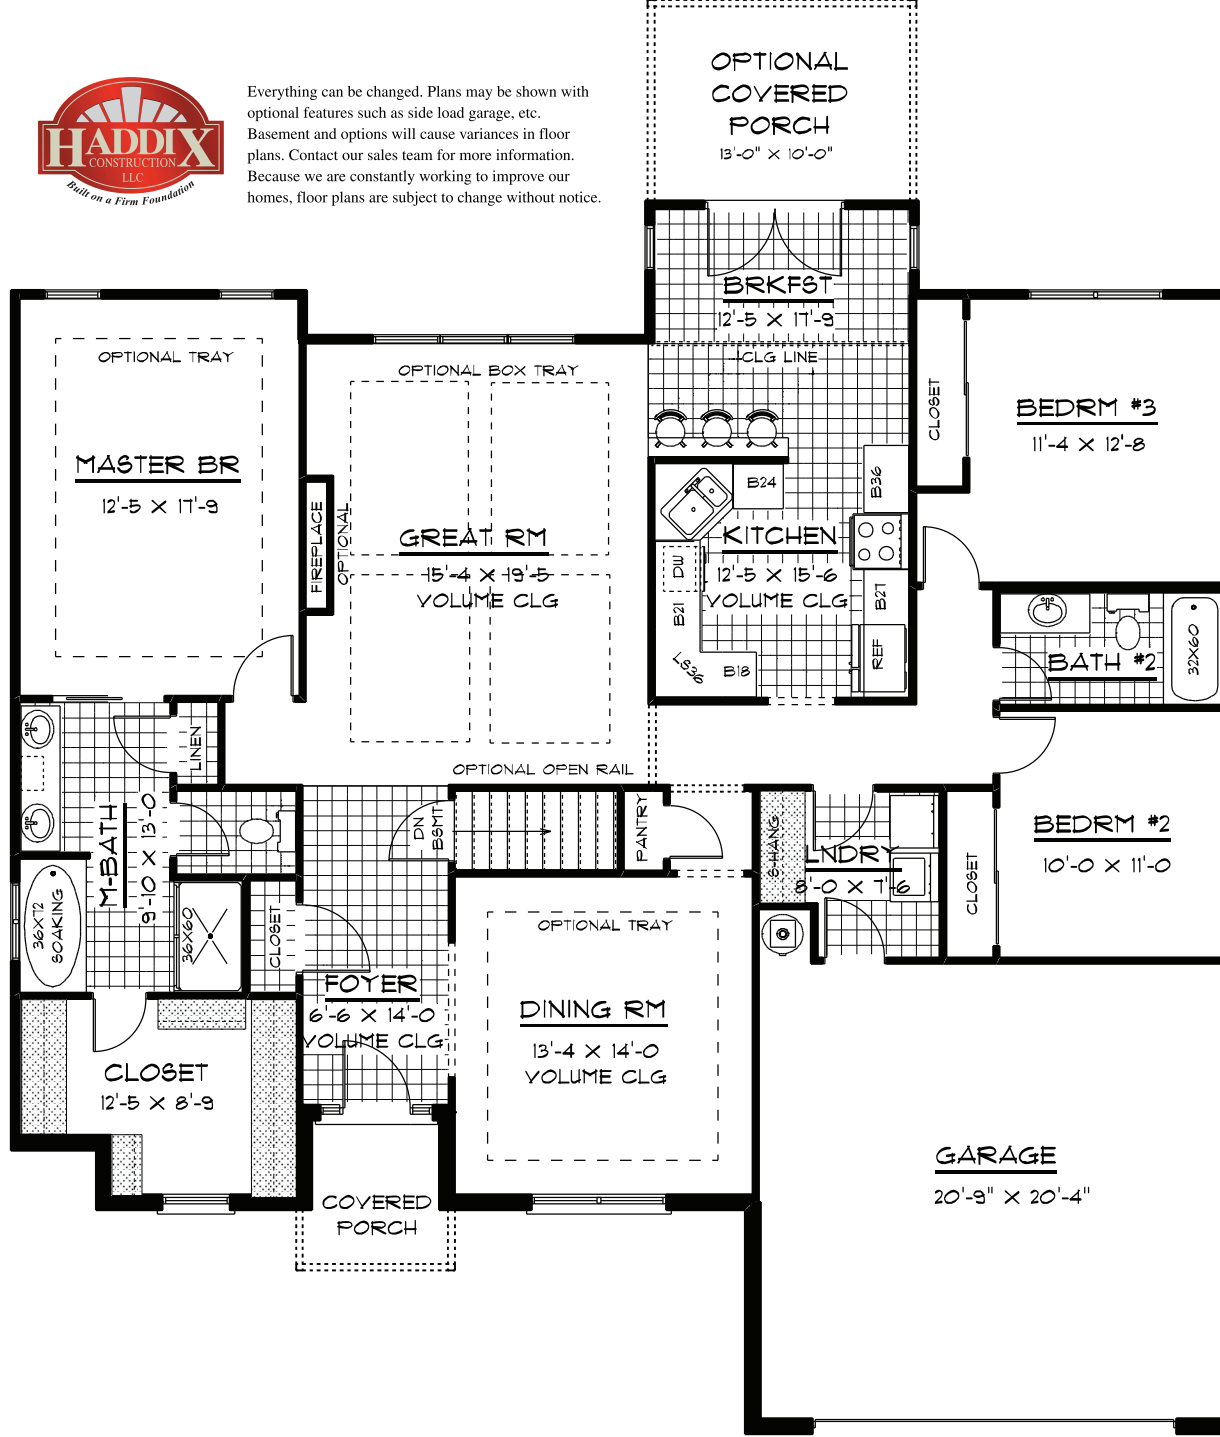 OPTIONAL
COVERED
PORCH
13'-0" X 10'-0"
HADDIX
CONSTRUCTION
LLC
Built on a Firm Foundation
Everything can be changed. Plans may be shown with
optional features such as side load garage, etc.
Basement and options will cause variances in floor
plans. Contact our sales team for more information.
Because we are constantly working to improve our
homes, floor plans are subject to change without notice.
BRKFST
12'-5 X 17'-9
CLG LINE
OPTIONAL TRAY
MASTER BR
12'-5 X 17'-9
OPTIONAL BOX TRAY
GREAT RM
15'-4 X 19'-5
VOLUME CLG
FIREPLACE
OPTIONAL
B24
B36
KITCHEN
12'-5 X 15'-6
VOLUME CLG
DW
B21
B27
LS36
B18
REF
CLOSET
BEDRM #3
11'-4 X 12'-8
BATH #2
32X60
LINEN
OPTIONAL OPEN RAIL
M-BATH
9'-10 X 13'-0
DN
BSMT
PANTRY
S-HANG
LNDRY
8'-0 X 7'-6
CLOSET
BEDRM #2
10'-0 X 11'-0
36X72
SOAKING
36X60
CLOSET
FOYER
6'-6 X 14'-0
VOLUME CLG
OPTIONAL TRAY
DINING RM
13'-4 X 14'-0
VOLUME CLG
CLOSET
12'-5 X 8'-9
GARAGE
20'-9" X 20'-4"
COVERED
PORCH